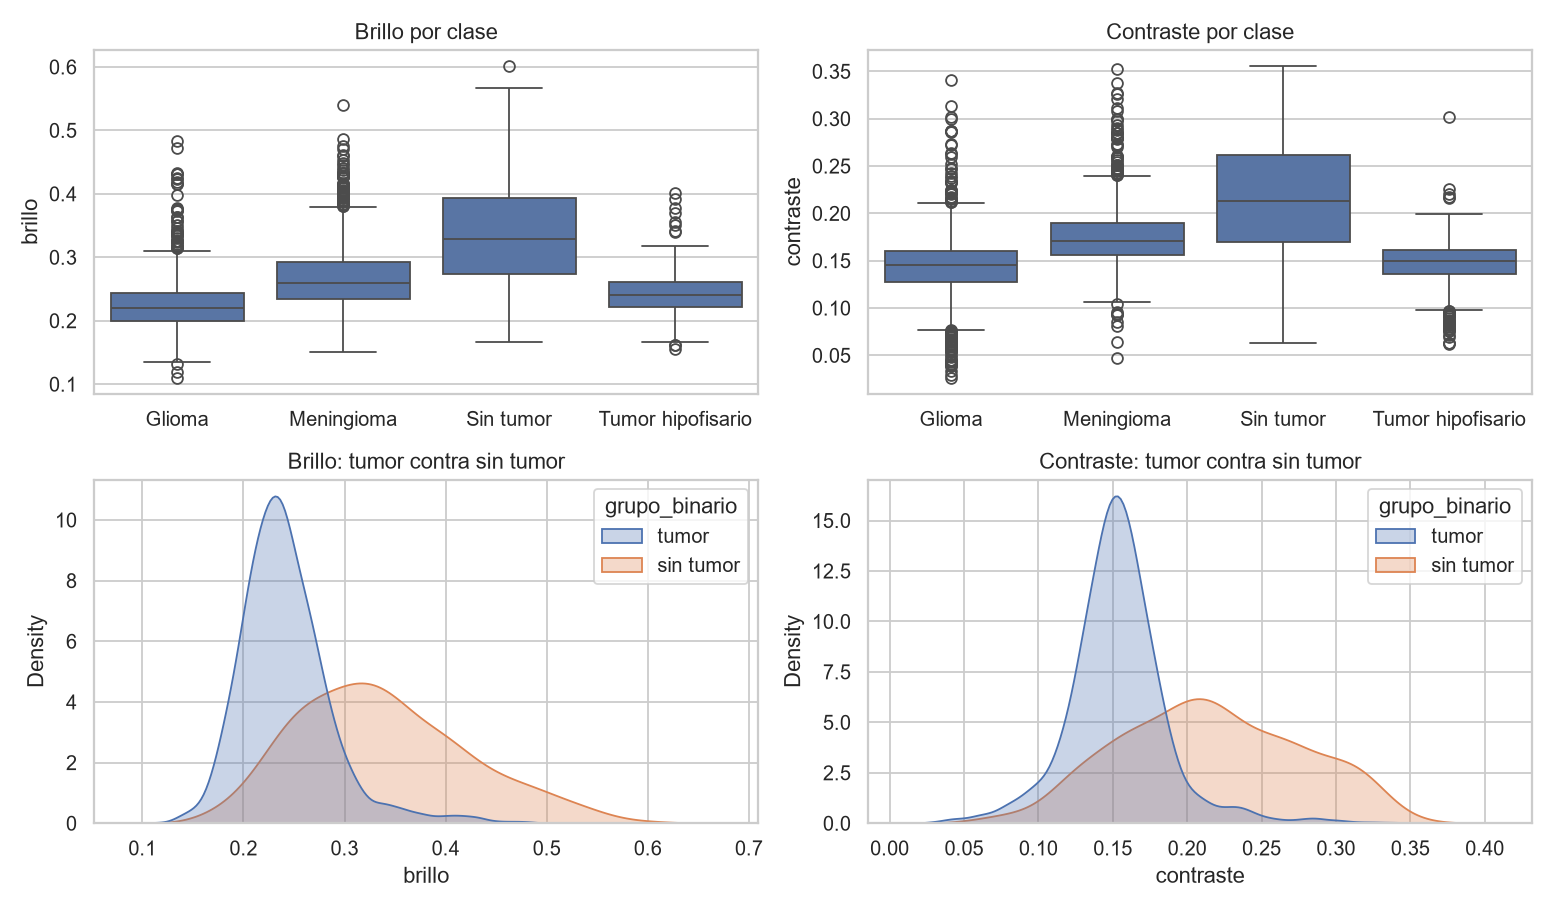 Brillo por clase
brillo
0.6
0.5
0.4
0.3
0.2
0.1
Glioma Meningioma Sin tumor Tumor hipofisario
Contraste por clase
contraste
0.35
0.30
0.25
0.20
0.15
0.10
0.05
Glioma Meningioma Sin tumor Tumor hipofisario
Brillo: tumor contra sin tumor
Density
10
8
6
4
2
0
grupo_binario
tumor
sin tumor
0.1 0.2 0.3 0.4 0.5 0.6 0.7
brillo
Contraste: tumor contra sin tumor
Density
15.0
12.5
10.0
7.5
5.0
2.5
0.0
grupo_binario
tumor
sin tumor
0.00 0.05 0.10 0.15 0.20 0.25 0.30 0.35 0.40
contraste